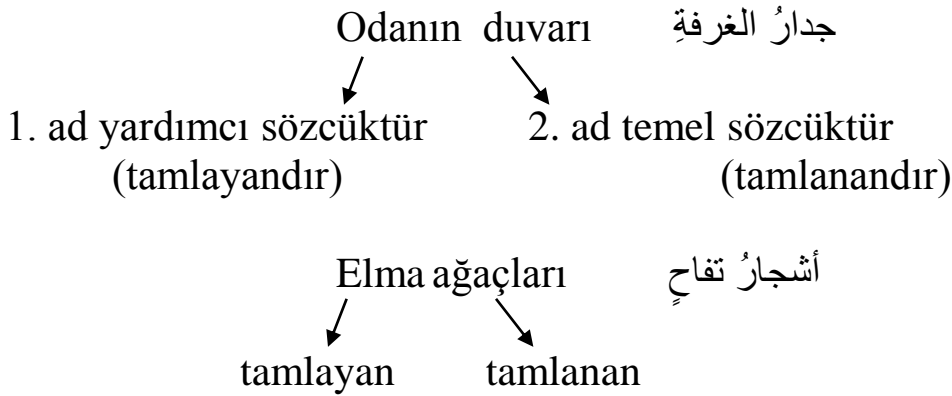 Odanın duvarı جدارُ الغرفةِ
1. ad yardımcı sözcüktür 2. ad temel sözcüktür
(tamlayandır) (tamlanandır)
Elma ağaçları أشجارُ تفاحٍ
tamlayan tamlanan